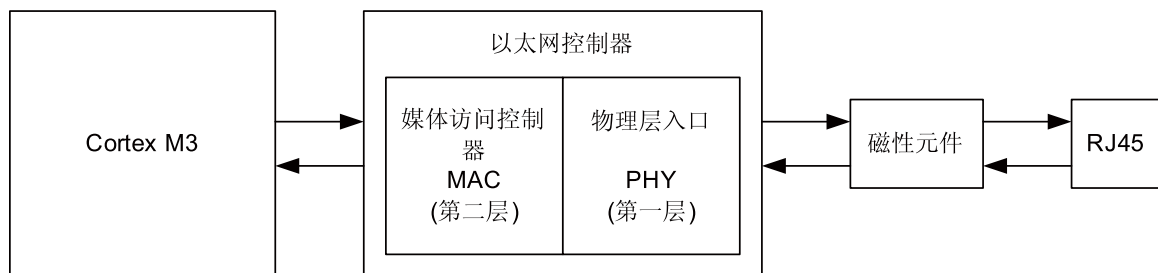 Cortex M3
以太网控制器
媒体访问控制
器
MAC
(第二层)
物理层入口
PHY
(第一层)
磁性元件
RJ45